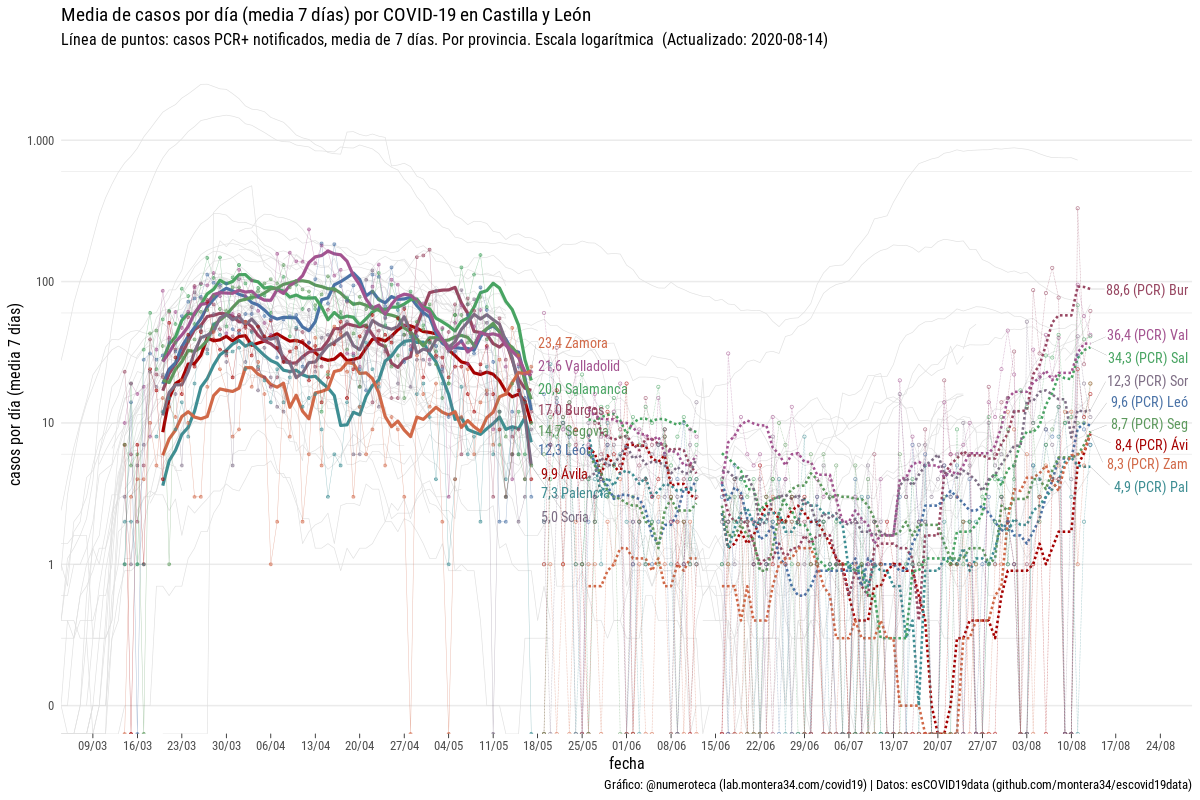 Media de casos por día (media 7 días) por COVID-19 en Castilla y León
Línea de puntos: casos PCR+ notificados, media de 7 días. Por provincia. Escala logarítmica (Actualizado: 2020-08-14)
casos por día (media 7 días)
1.000
100
10
1
0
23,4 Zamora
21,6 Valladolid
20,0 Salamanca
17,0 Burgos
14,7 Segovia
12,3 León
9,9 Ávila
7,3 Palencia
5,0 Soria
88,6 (PCR) Bur
36,4 (PCR) Val
34,3 (PCR) Sal
12,3 (PCR) Sor
9,6 (PCR) Leó
8,7 (PCR) Seg
8,4 (PCR) Ávi
8,3 (PCR) Zam
4,9 (PCR) Pal
09/03 16/03 23/03 30/03 06/04 13/04 20/04 27/04 04/05 11/05 18/05 25/05 01/06 08/06 15/06 22/06 29/06 06/07 13/07 20/07 27/07 03/08 10/08 17/08 24/08
fecha
Gráfico: @numeroteca (lab.montera34.com/covid19) | Datos: esCOVID19data (github.com/montera34/escovid19data)